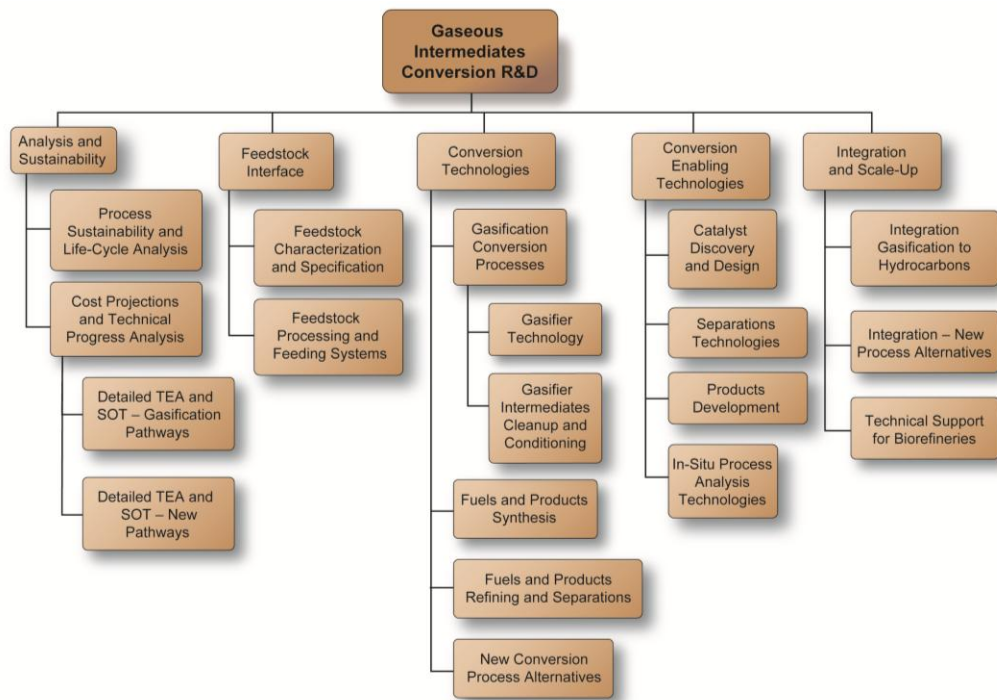 Gaseous
Intermediates
Conversion R&D
Analysis and
Sustainability
Process
Sustainability and
Life-Cycle Analysis
Cost Projections
and Technical
Progress Analysis
Detailed TEA and
SOT – Gasification
Pathways
Detailed TEA and
SOT – New
Pathways
Feedstock
Interface
Feedstock
Characterization
and Specification
Feedstock
Processing and
Feeding Systems
Conversion
Technologies
Gasification
Conversion
Processes
Gasifier
Technology
Gasifier
Intermediates
Cleanup and
Conditioning
Fuels and Products
Synthesis
Fuels and Products
Refining and Separations
New Conversion
Process Alternatives
Conversion
Enabling
Technologies
Catalyst
Discovery
and Design
Separations
Technologies
Products
Development
In-Situ Process
Analysis
Technologies
Integration
and Scale-Up
Integration
Gasification to
Hydrocarbons
Integration – New
Process Alternatives
Technical Support
for Biorefineries